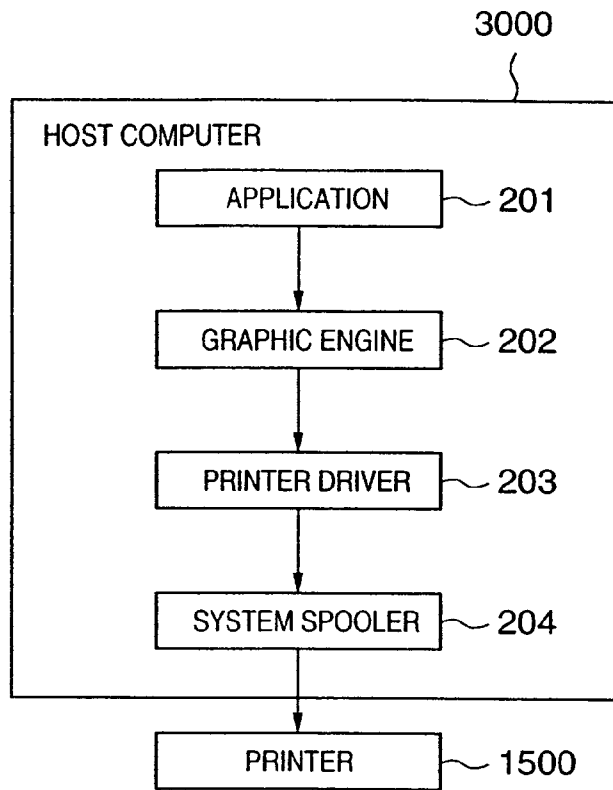 3000
HOST COMPUTER
APPLICATION 201
GRAPHIC ENGINE 202
PRINTER DRIVER 203
SYSTEM SPOOLER 204
PRINTER 1500